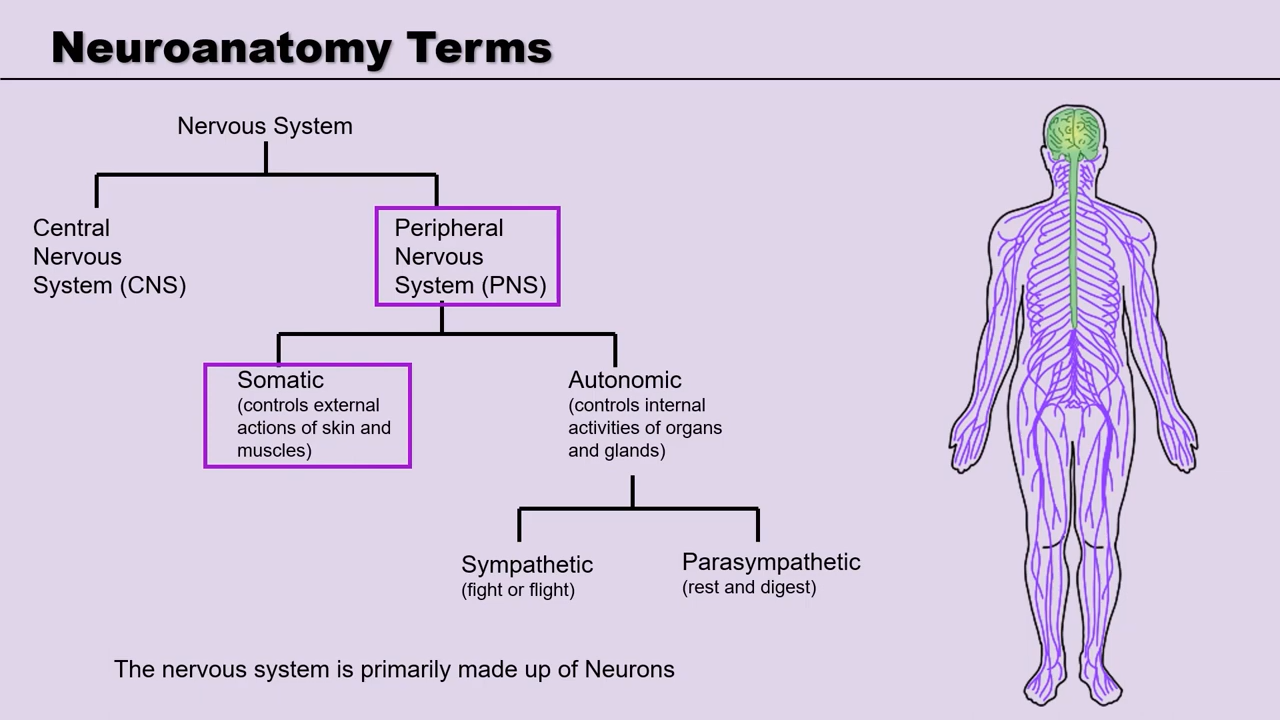 Neuroanatomy Terms
Nervous System
Central
Nervous
System (CNS)
Peripheral
Nervous
System (PNS)
Somatic
(controls external
actions of skin and
muscles)
Autonomic
(controls internal
activities of organs
and glands)
Sympathetic
(fight or flight)
Parasympathetic
(rest and digest)
The nervous system is primarily made up of Neurons